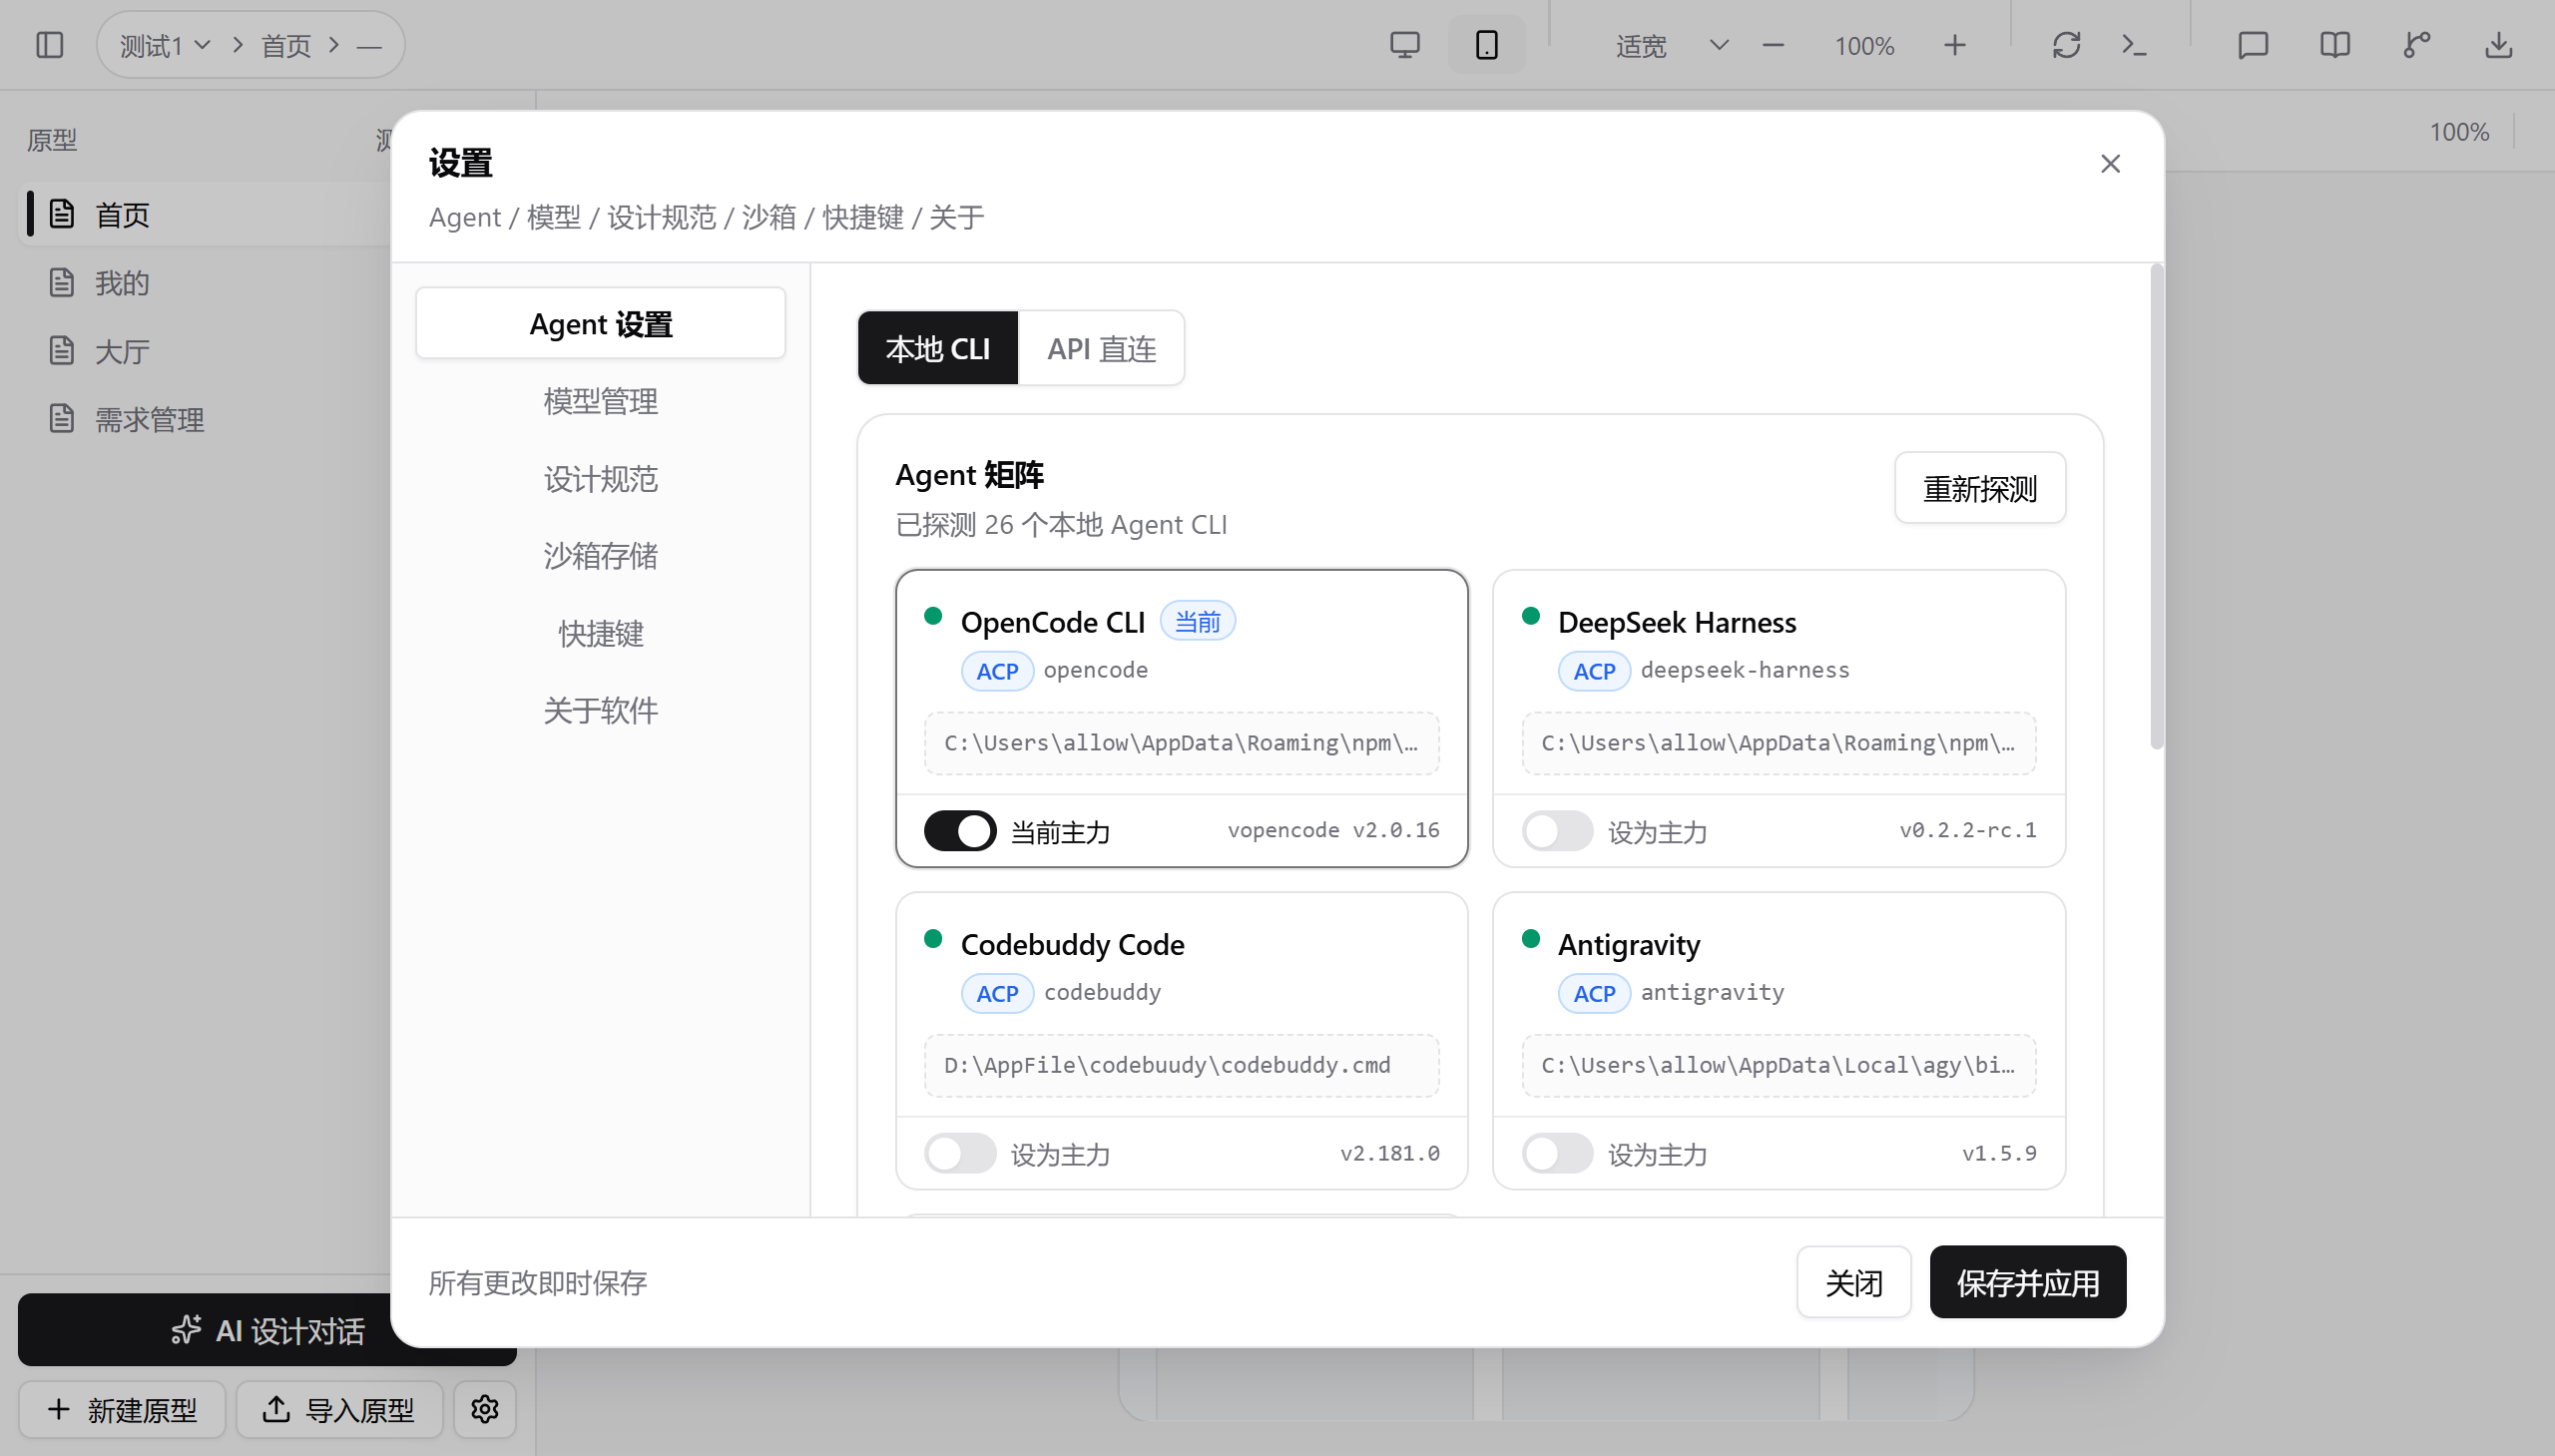 测试1 > 首页 > —
适宽
100%
原型
100%
首页
我的
大厅
需求管理
AI 设计对话
新建原型
导入原型
设置
Agent / 模型 / 设计规范 / 沙箱 / 快捷键 / 关于
Agent 设置
模型管理
设计规范
沙箱存储
快捷键
关于软件
本地 CLI
API 直连
Agent 矩阵
已探测 26 个本地 Agent CLI
重新探测
OpenCode CLI 当前
ACP opencode
C:\Users\allow\AppData\Roaming\npm\…
当前主力
vopencode v2.0.16
DeepSeek Harness
ACP deepseek-harness
C:\Users\allow\AppData\Roaming\npm\…
设为主力
v0.2.2-rc.1
Codebuddy Code
ACP codebuddy
D:\AppFile\codebuudy\codebuddy.cmd
设为主力
v2.181.0
Antigravity
ACP antigravity
C:\Users\allow\AppData\Local\agy\bi…
设为主力
v1.5.9
所有更改即时保存
关闭
保存并应用